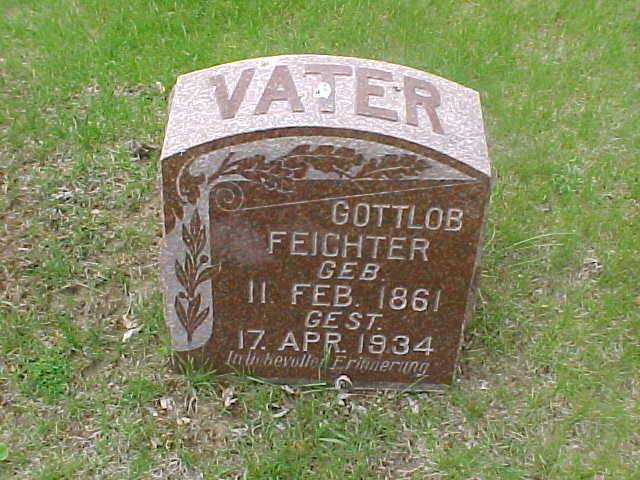 VATER
GOTTLOB
FEICHTER
GEB
11. FEB. 1861
GEST.
17. APR. 1934
In Liebevoller Erinnerung